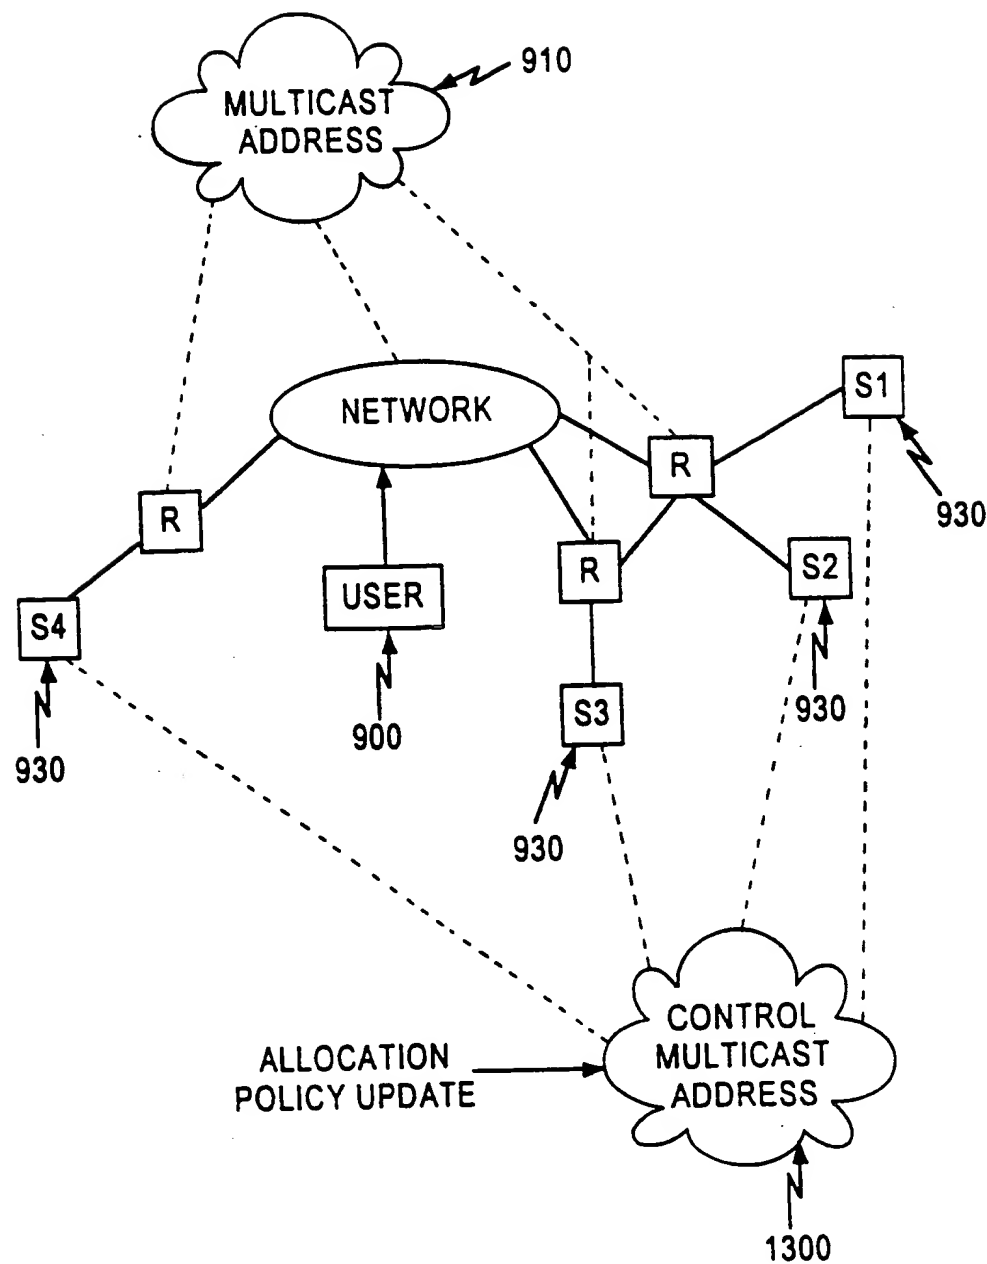 910
MULTICAST
ADDRESS
NETWORK
S1
R
930
R
R
S2
USER
S4
S3
930
900
930
930
CONTROL
MULTICAST
ADDRESS
ALLOCATION
POLICY UPDATE
1300